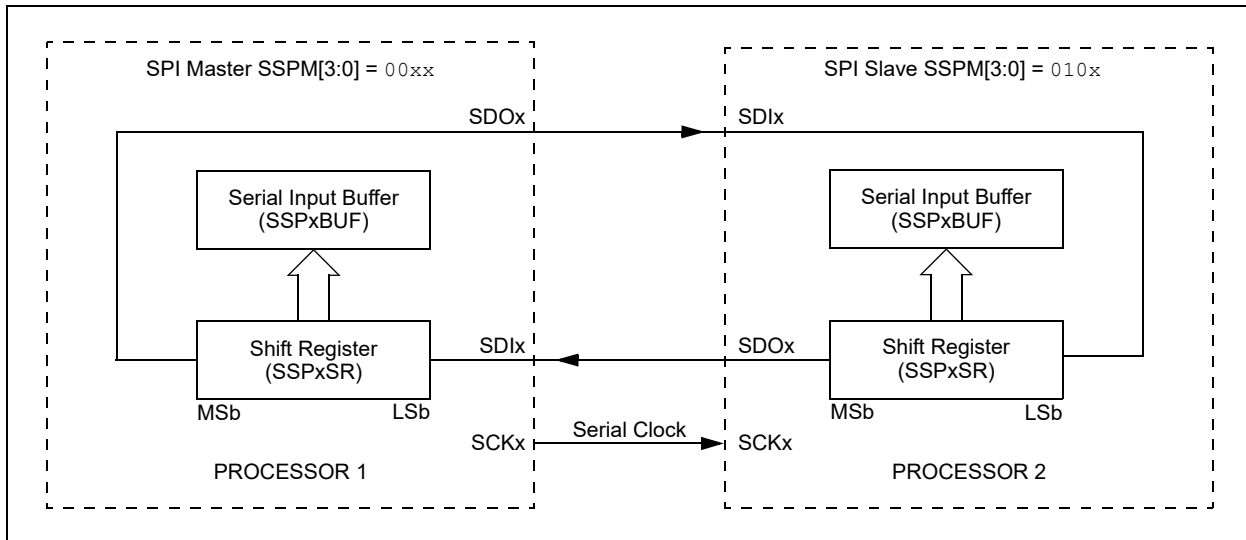 SPI Master SSPM[3:0] = 00xx
SDOx
Serial Input Buffer
(SSPxBUF)
Shift Register
(SSPxSR)
MSb
LSb
SDIx
SCKx
PROCESSOR 1
Serial Clock
SPI Slave SSPM[3:0] = 010x
SDIx
Serial Input Buffer
(SSPxBUF)
SDOx
Shift Register
(SSPxSR)
MSb
LSb
SCKx
PROCESSOR 2